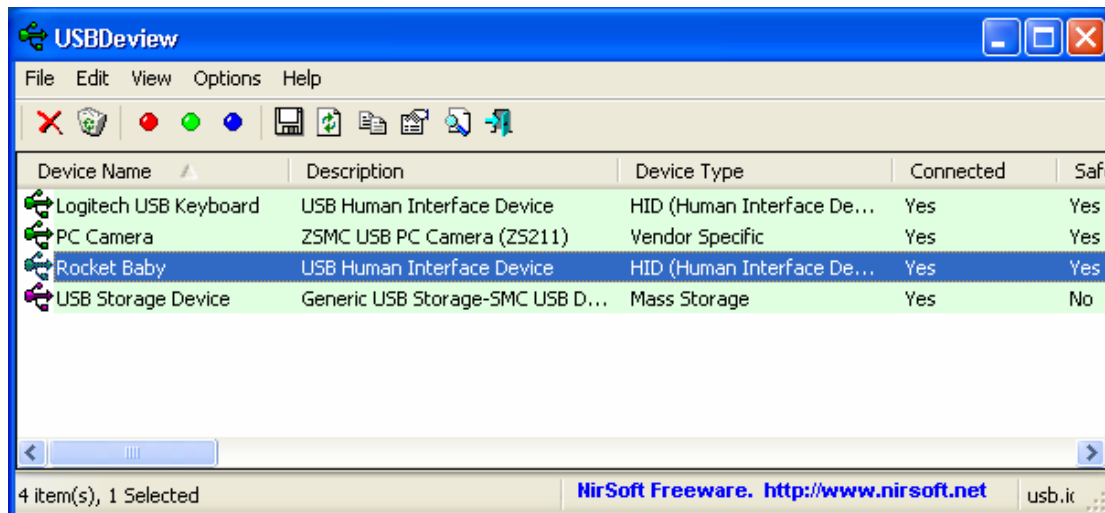 USBDeview
File Edit View Options Help
Device Name Description Device Type Connected Saf
Logitech USB Keyboard USB Human Interface Device HID (Human Interface De... Yes Yes
PC Camera ZSMC USB PC Camera (ZS211) Vendor Specific Yes Yes
Rocket Baby USB Human Interface Device HID (Human Interface De... Yes Yes
USB Storage Device Generic USB Storage-SMC USB D... Mass Storage Yes No
4 item(s), 1 Selected NirSoft Freeware. http://www.nirsoft.net usb.ic